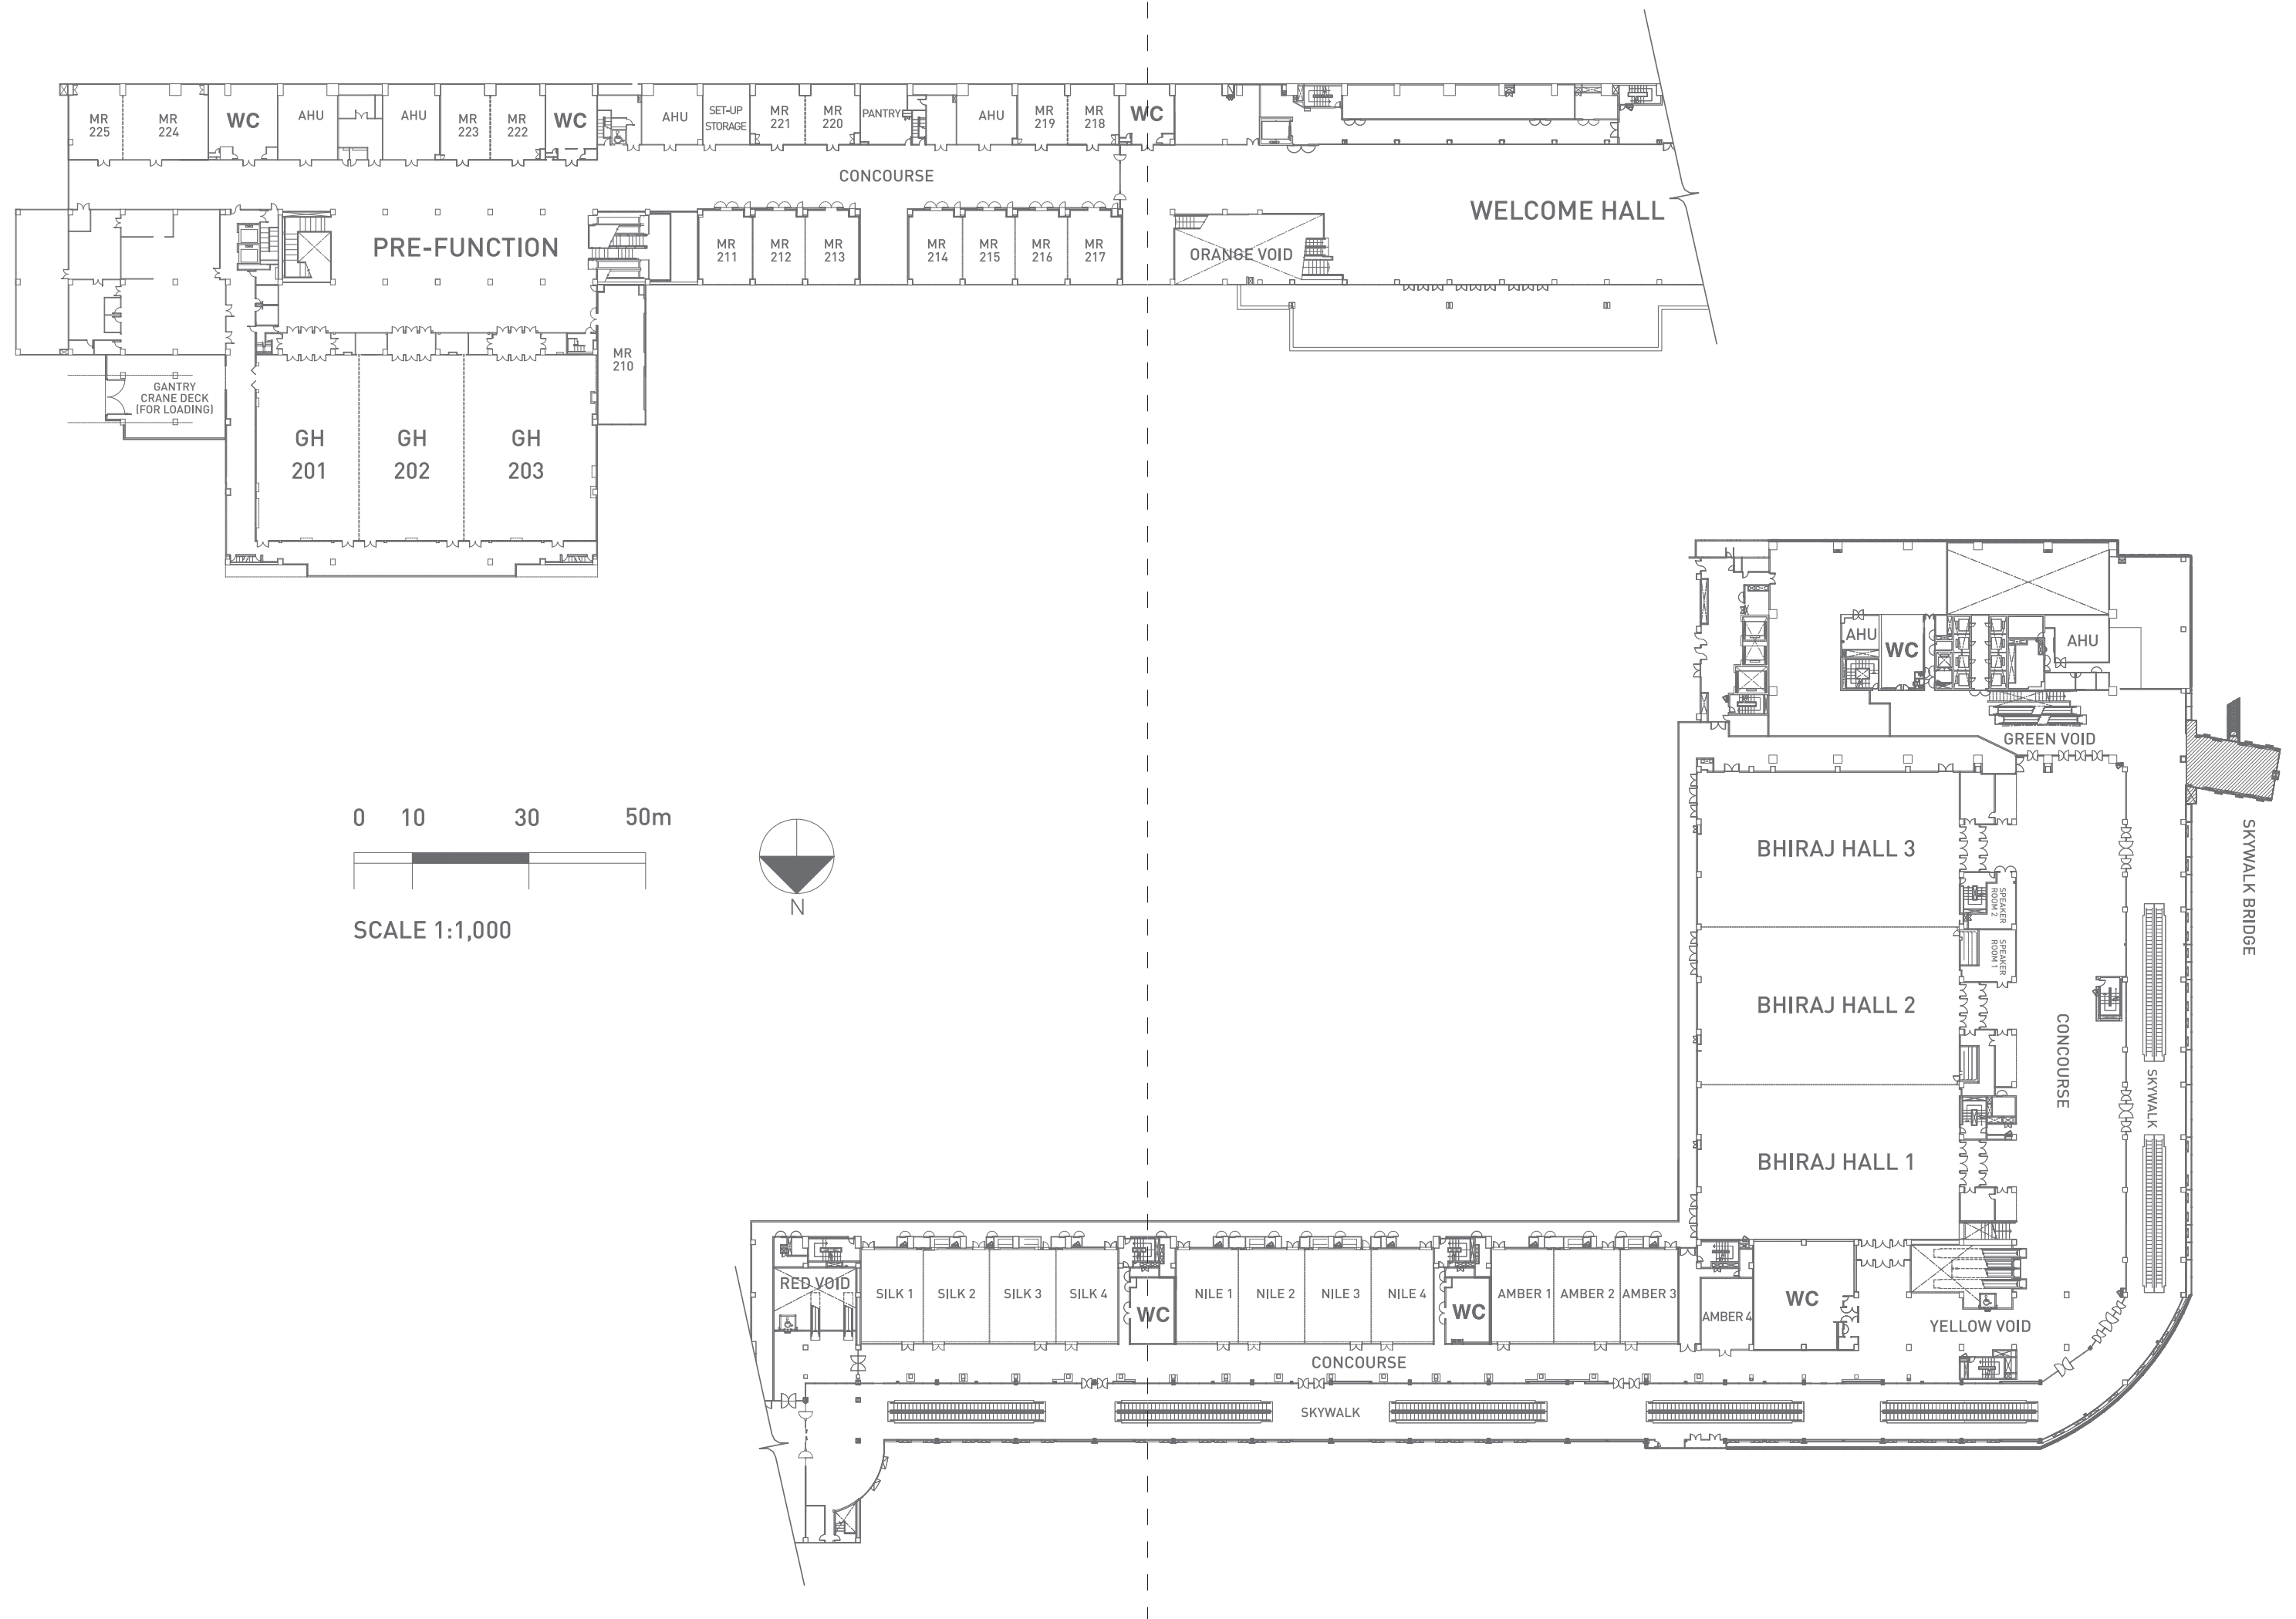 MR
225
MR
224
WC
AHU
AHU
MR
223
MR
222
WC
AHU
SET-UP
STORAGE
MR
221
MR
220
PANTRY
AHU
MR
219
MR
218
WC
CONCOURSE
WELCOME HALL
PRE-FUNCTION
MR
211
MR
212
MR
213
MR
214
MR
215
MR
216
MR
217
ORANGE VOID
MR
210
GANTRY
CRANE DECK
(FOR LOADING)
GH
201
GH
202
GH
203
AHU
WC
AHU
GREEN VOID
0 10 30 50m
SCALE 1:1,000
N
BHIRAJ HALL 3
SPEAKER
ROOM 2
SPEAKER
ROOM 1
BHIRAJ HALL 2
BHIRAJ HALL 1
CONCOURSE
SKYWALK
SKYWALK BRIDGE
RED VOID
SILK 1
SILK 2
SILK 3
SILK 4
WC
NILE 1
NILE 2
NILE 3
NILE 4
WC
AMBER 1
AMBER 2
AMBER 3
AMBER 4
WC
YELLOW VOID
CONCOURSE
SKYWALK